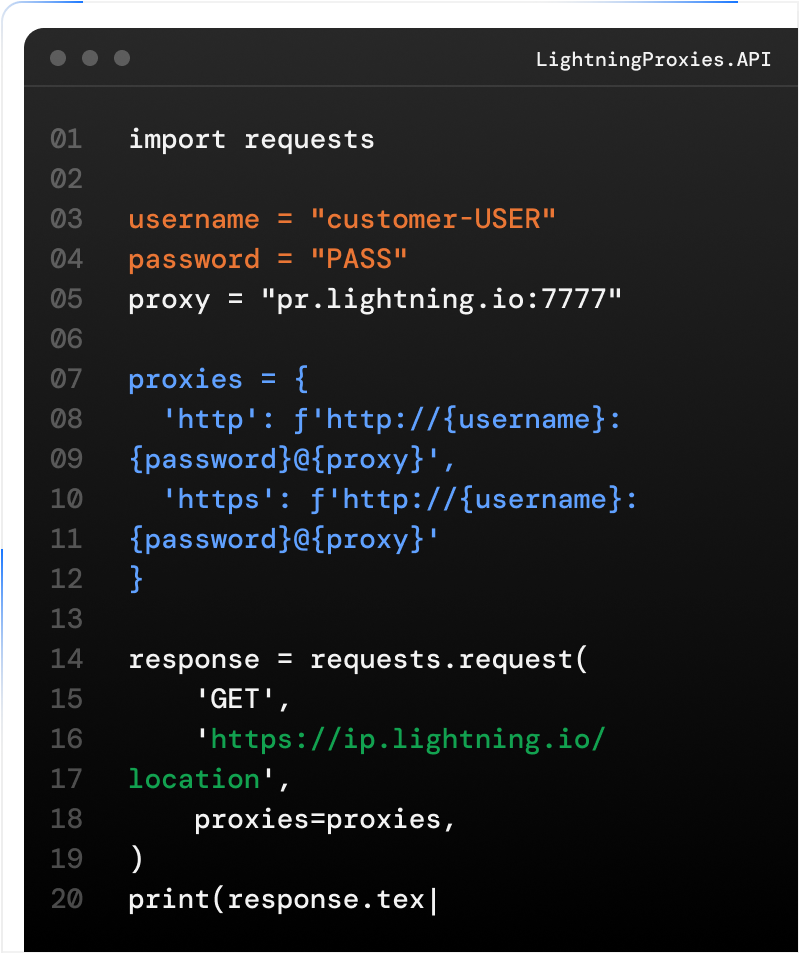 LightningProxies.API
01 import requests
02
03 username = "customer-USER"
04 password = "PASS"
05 proxy = "pr.lightning.io:7777"
06
07 proxies = {
08   'http': ƒ'http://{username}:
09 {password}@{proxy}',
10   'https': ƒ'http://{username}:
11 {password}@{proxy}'
12 }
13
14 response = requests.request(
15     'GET',
16     'https://ip.lightning.io/
17 location',
18     proxies=proxies,
19 )
20 print(response.tex|